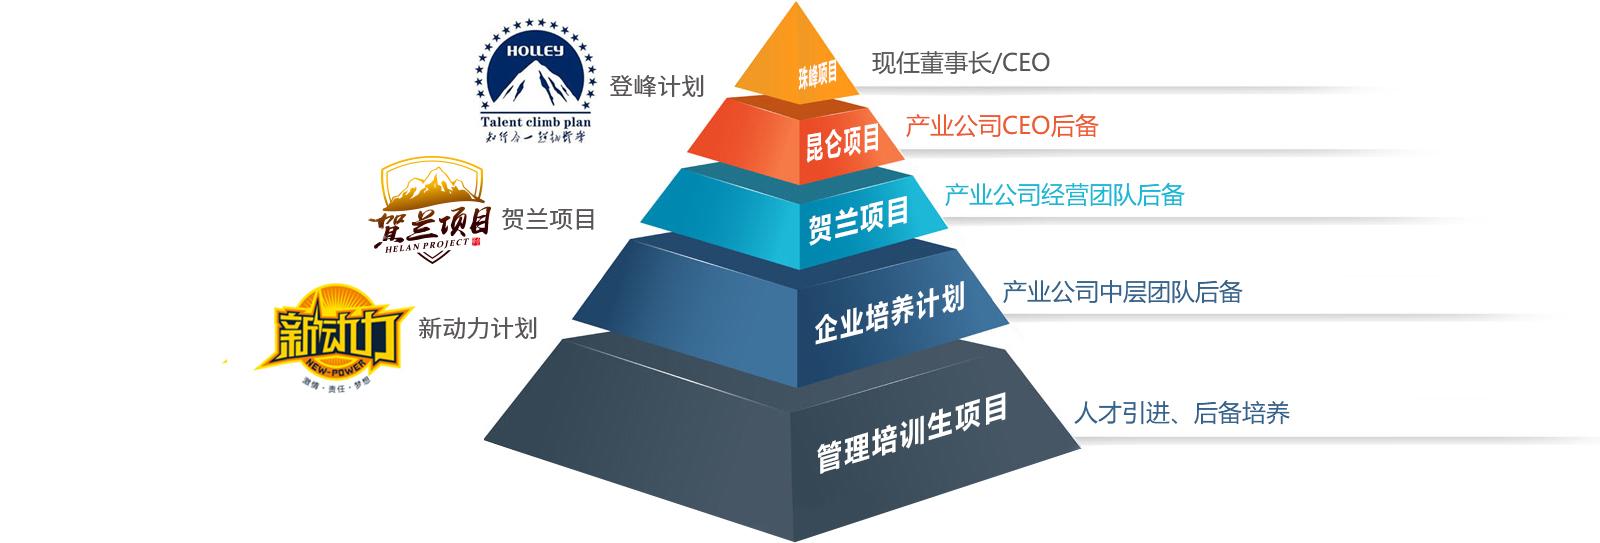 HOLLEY
Talent climb plan
登峰计划
珠峰项目
现任董事长/CEO
昆仑项目
产业公司CEO后备
贺兰项目
HELAN PROJECT
贺兰项目
贺兰项目
产业公司经营团队后备
企业培养计划
产业公司中层团队后备
新动力
NEW-POWER
激情·责任·梦想
新动力计划
管理培训生项目
人才引进、后备培养